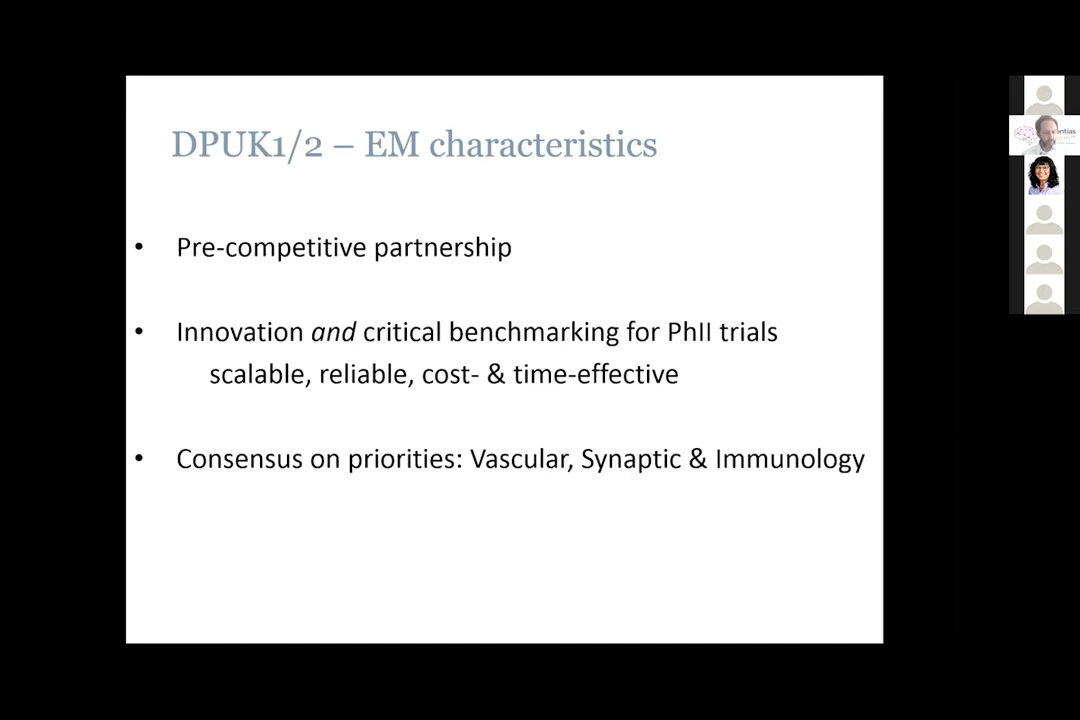 DPUK1/2 – EM characteristics
• Pre-competitive partnership
• Innovation and critical benchmarking for PhII trials
scalable, reliable, cost- & time-effective
• Consensus on priorities: Vascular, Synaptic & Immunology